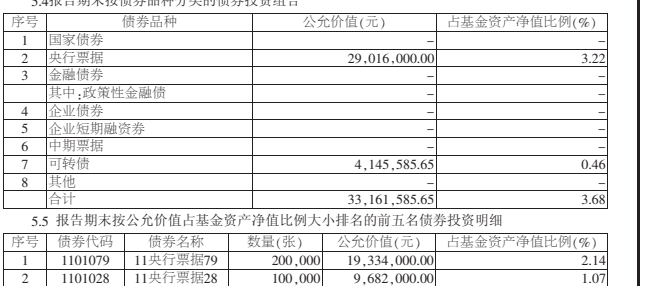 5.4报告期末按债券品种分类的债券投资组合
序号 债券品种 公允价值(元) 占基金资产净值比例(%)
1 国家债券 – –
2 央行票据 29,016,000.00 3.22
3 金融债券 – –
其中:政策性金融债 – –
4 企业债券 – –
5 企业短期融资券 – –
6 中期票据 – –
7 可转债 4,145,585.65 0.46
8 其他 – –
合计 33,161,585.65 3.68
5.5 报告期末按公允价值占基金资产净值比例大小排名的前五名债券投资明细
序号 债券代码 债券名称 数量(张) 公允价值(元) 占基金资产净值比例(%)
1 1101079 11央行票据79 200,000 19,334,000.00 2.14
2 1101028 11央行票据28 100,000 9,682,000.00 1.07